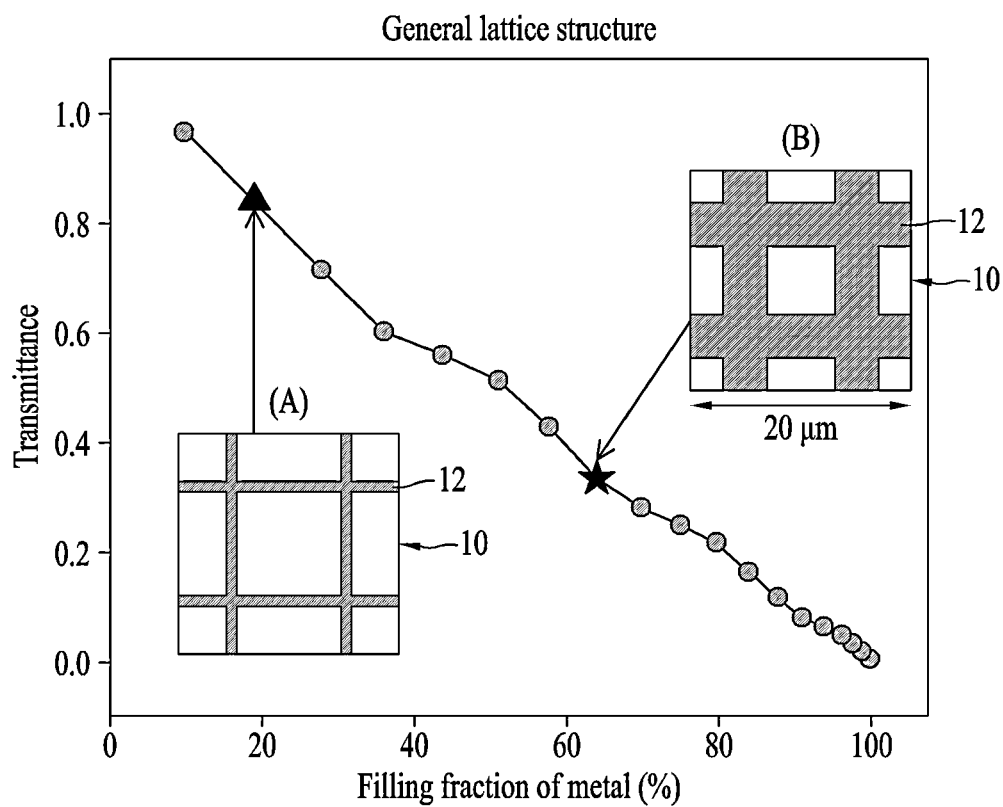 General lattice structure
Transmittance
1.0
0.8
0.6
0.4
0.2
0.0
(A)
12
10
(B)
12
10
20 μm
0 20 40 60 80 100
Filling fraction of metal (%)